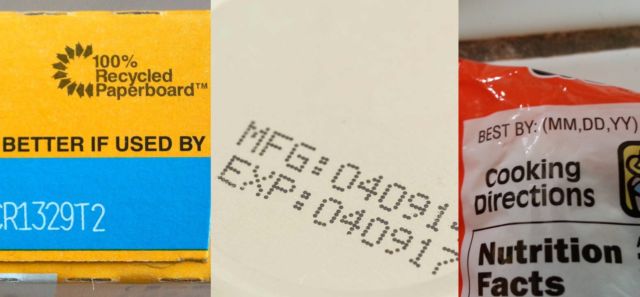 100%
Recycled
Paperboard™
BETTER IF USED BY
CR1329T2
MFG:04091
EXP:040917
BEST BY: (MM,DD,YY)
Cooking
Directions
Nutrition
Facts